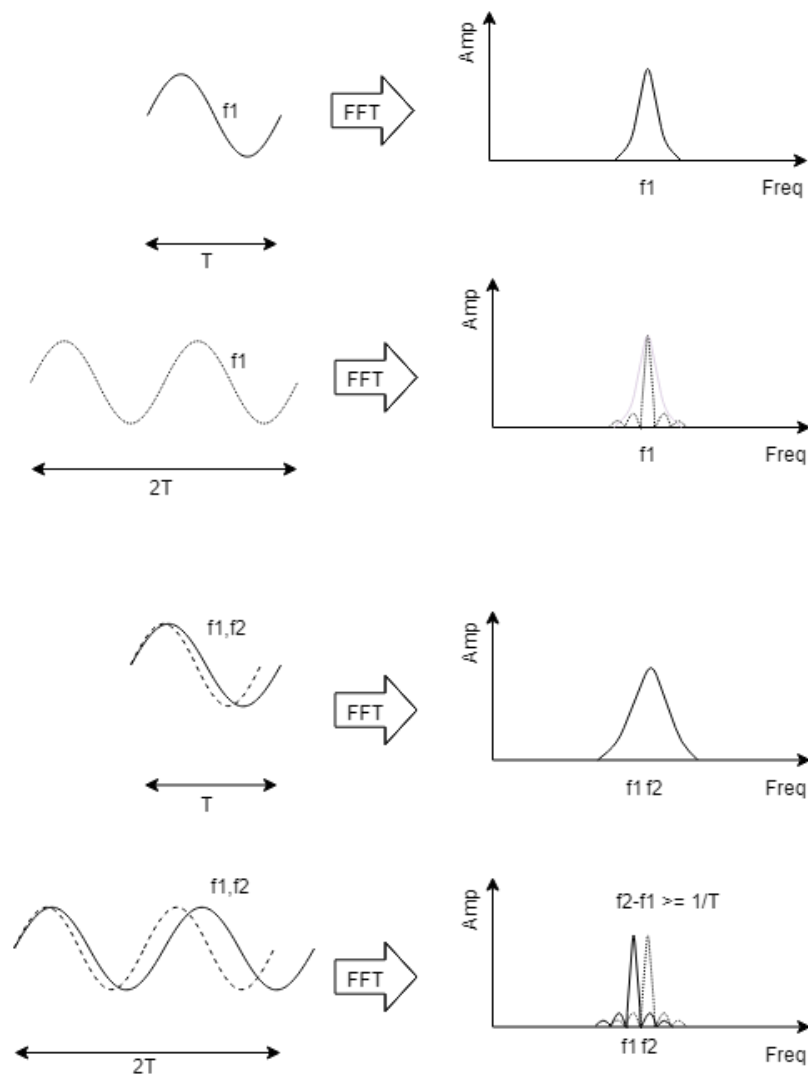 Amp
f1
FFT
f1
Freq
T
Amp
f1
FFT
f1
Freq
2T
f1,f2
Amp
FFT
f1 f2
Freq
T
f1,f2
Amp
f2-f1 >= 1/T
FFT
f1 f2
Freq
2T